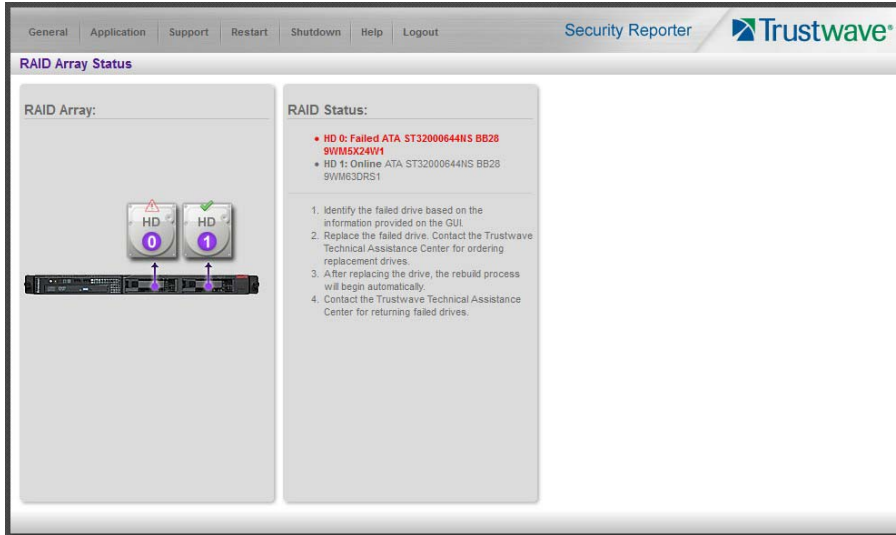 General Application Support Restart Shutdown Help Logout
Security Reporter
Trustwave®
RAID Array Status
RAID Array:
HD 0
HD 1
RAID Status:
HD 0: Failed ATA ST32000644NS BB28
9WM5X24W1
HD 1: Online ATA ST32000644NS BB28
9WM63DRS1
1. Identify the failed drive based on the
information provided on the GUI.
2. Replace the failed drive. Contact the Trustwave
Technical Assistance Center for ordering
replacement drives.
3. After replacing the drive, the rebuild process
will begin automatically.
4. Contact the Trustwave Technical Assistance
Center for returning failed drives.